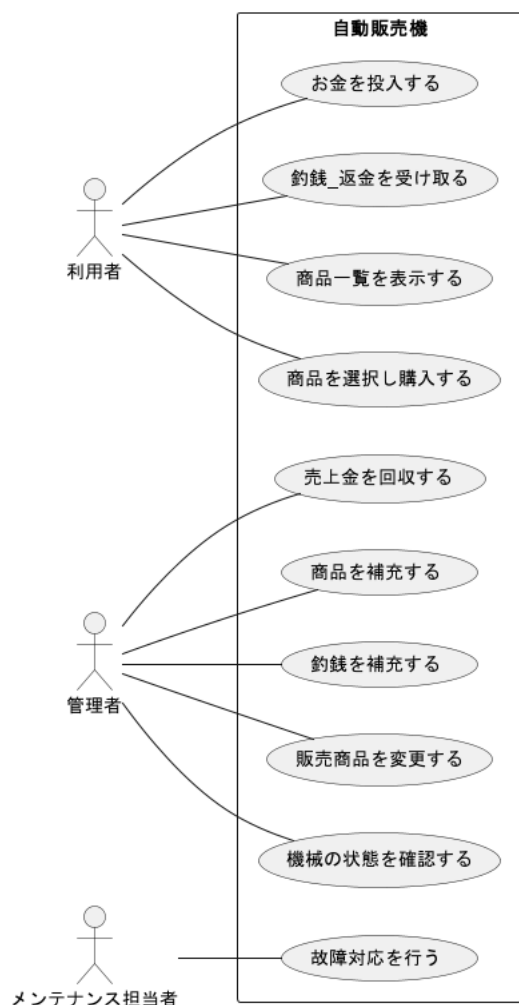 自動販売機
お金を投入する
釣銭_返金を受け取る
利用者
商品一覧を表示する
商品を選択し購入する
売上金を回収する
商品を補充する
釣銭を補充する
管理者
販売商品を変更する
機械の状態を確認する
故障対応を行う
メンテナンス担当者